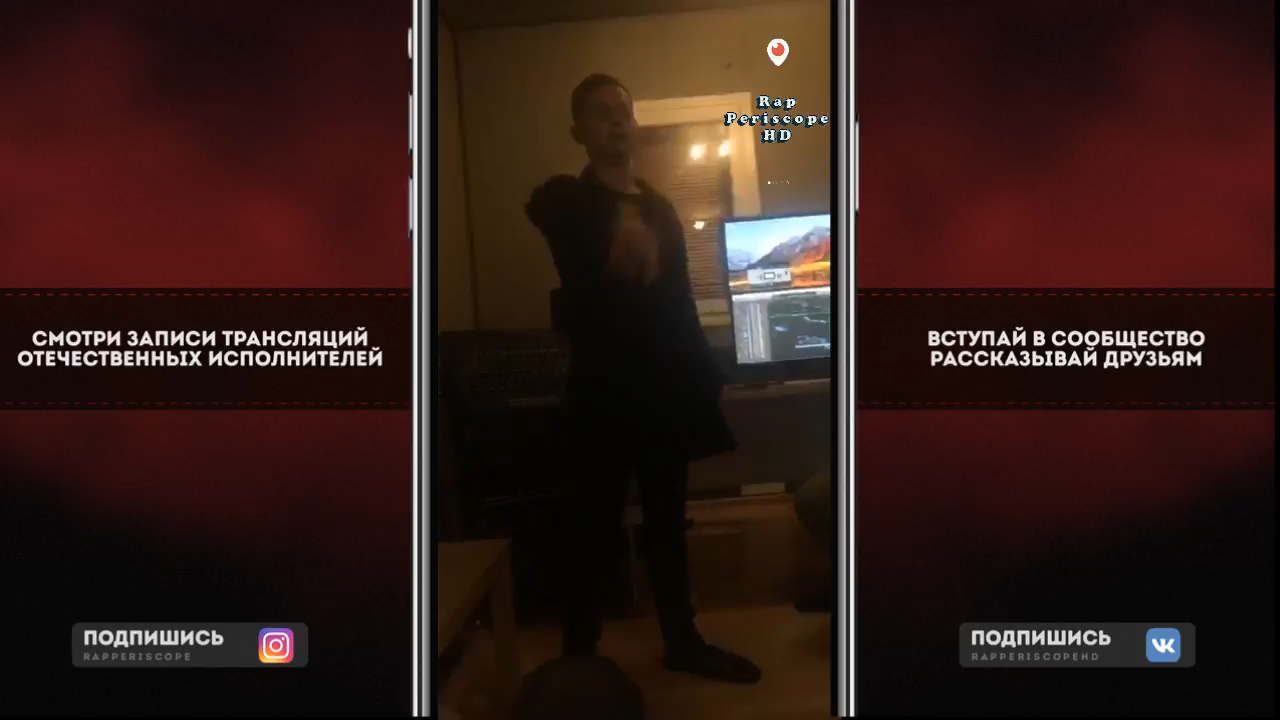 Rap
Periscope
HD
СМОТРИ ЗАПИСИ ТРАНСЛЯЦИЙ
ОТЕЧЕСТВЕННЫХ ИСПОЛНИТЕЛЕЙ
ВСТУПАЙ В СООБЩЕСТВО
РАССКАЗЫВАЙ ДРУЗЬЯМ
ПОДПИШИСЬ
RAPPERISCOPE
ПОДПИШИСЬ
RAPPERISCOPEHD